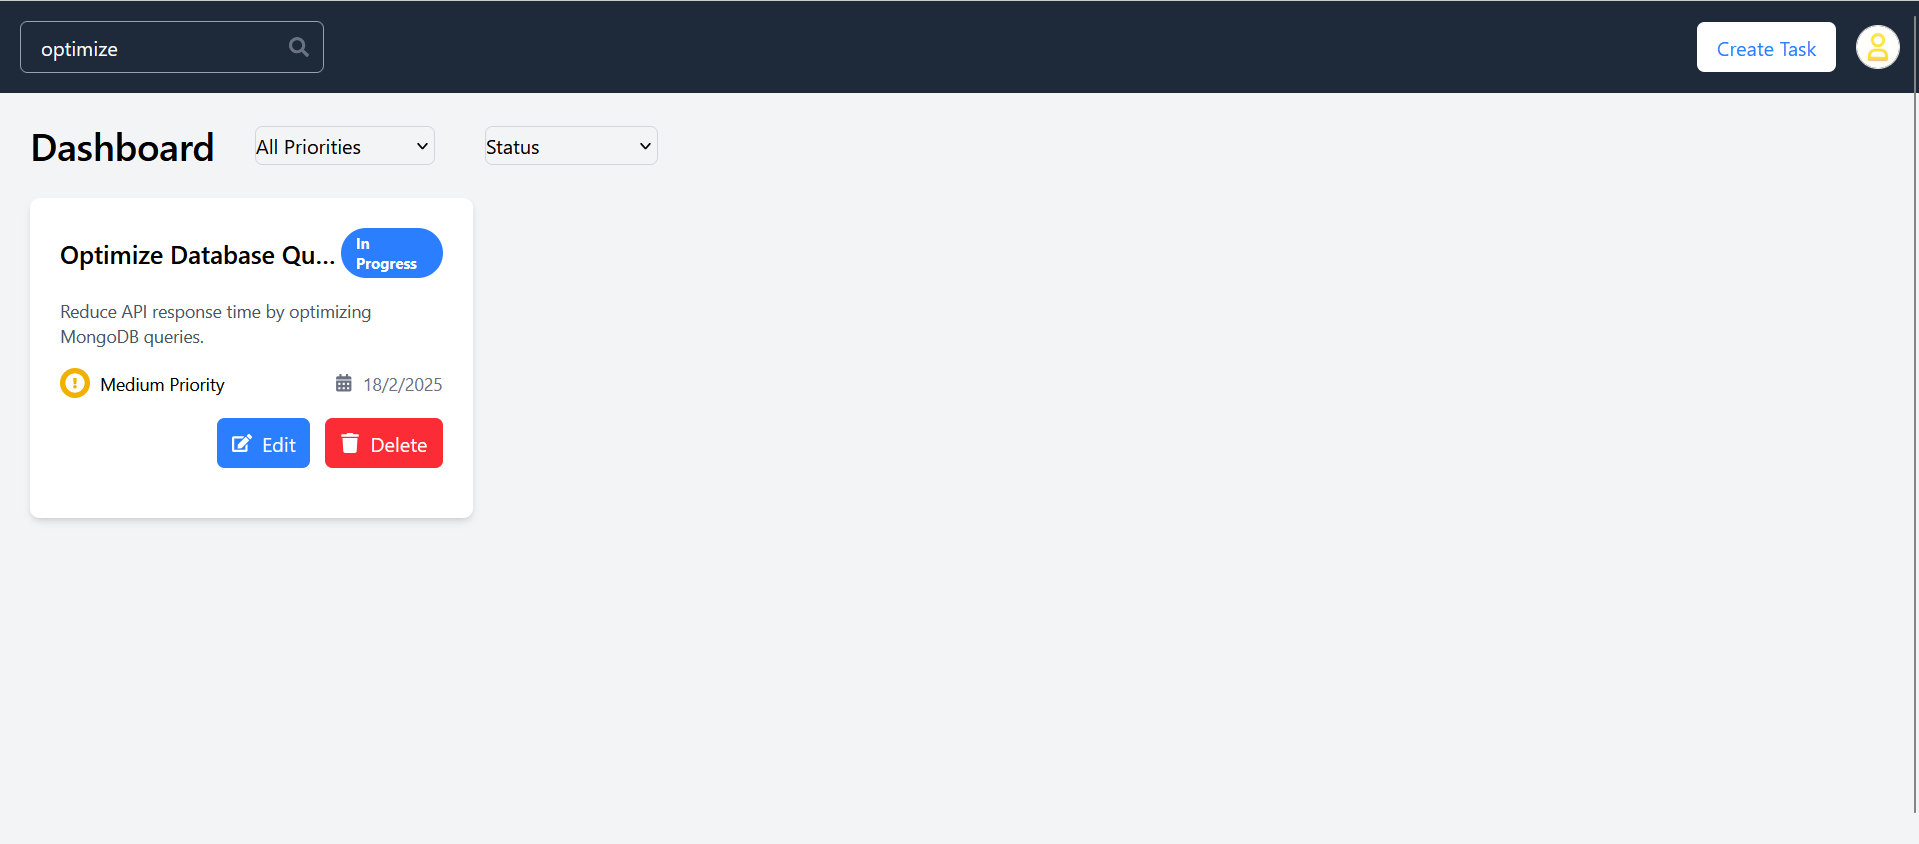 optimize
Create Task
Dashboard
All Priorities
Status
Optimize Database Qu...
In
Progress
Reduce API response time by optimizing
MongoDB queries.
Medium Priority
18/2/2025
Edit
Delete